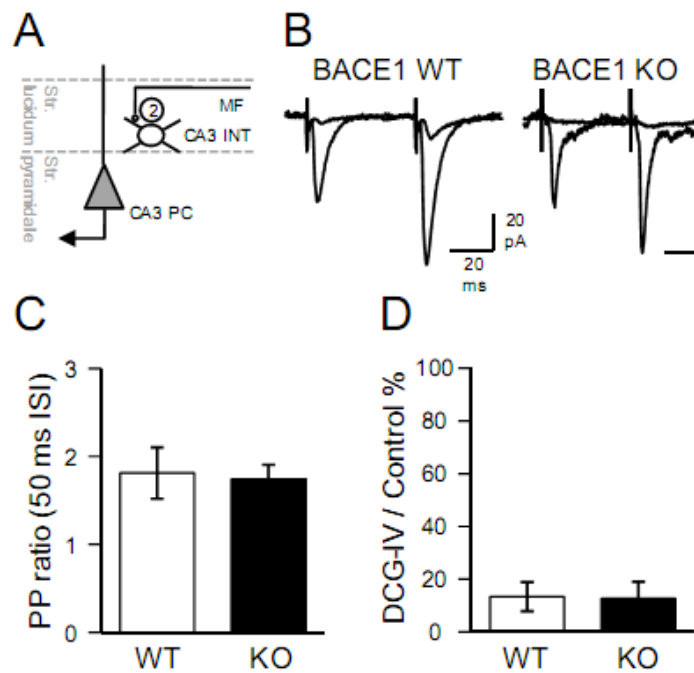 A
Str.
lucidum
Str.
pyramidale
2
MF
CA3 INT
CA3 PC
B
BACE1 WT
BACE1 KO
20
pA
20
ms
C
PP ratio (50 ms ISI)
3
2
1
0
WT
KO
D
DCG-IV / Control %
100
80
60
40
20
0
WT
KO